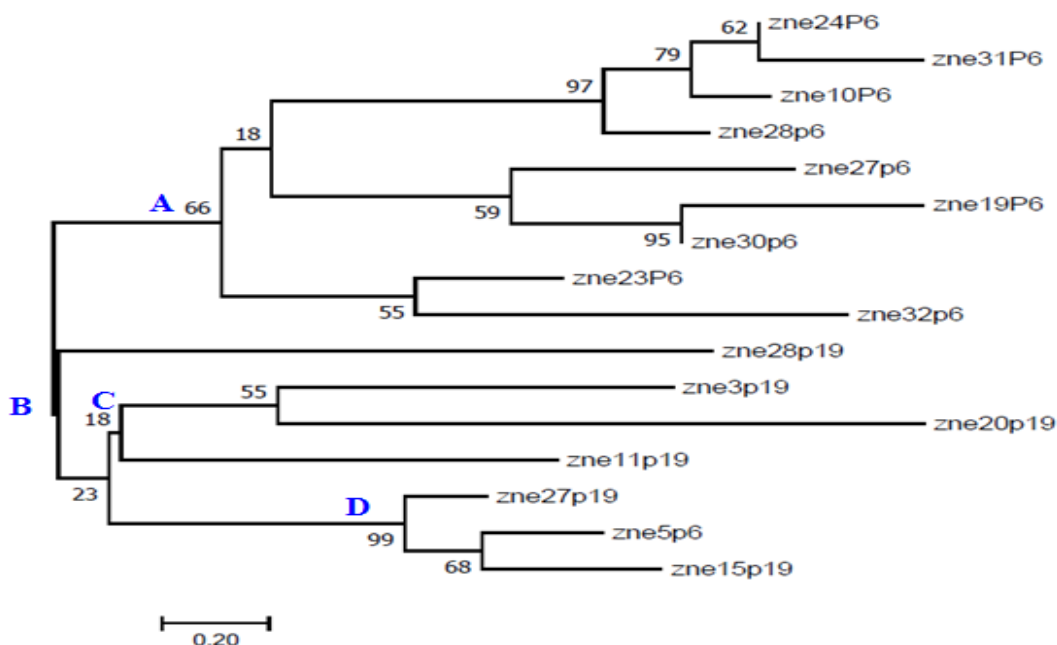 62
zne24P6
79
zne31P6
97
zne10P6
18
zne28p6
zne27p6
A
66
59
zne19P6
95
zne30p6
zne23P6
55
zne32p6
zne28p19
B
C
55
zne3p19
18
zne20p19
zne11p19
23
D
zne27p19
99
zne5p6
68
zne15p19
0.20